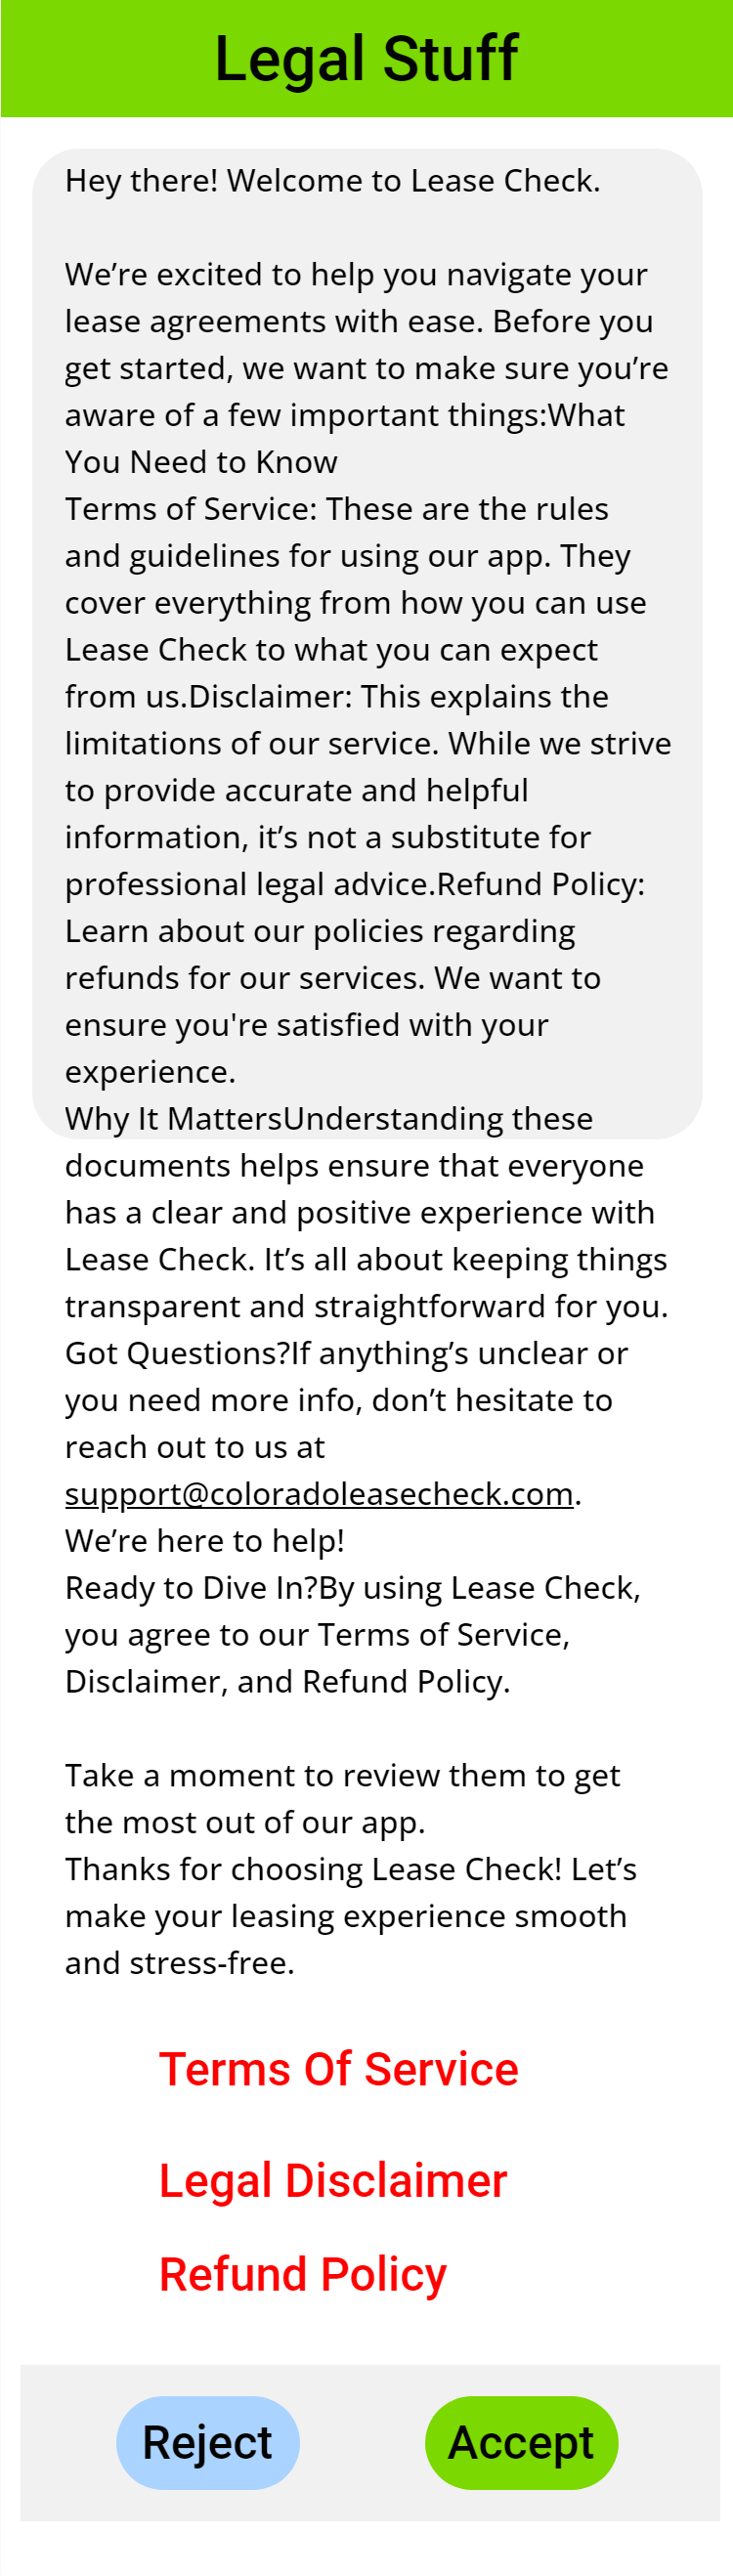 Legal Stuff
Hey there! Welcome to Lease Check.
We’re excited to help you navigate your
lease agreements with ease. Before you
get started, we want to make sure you’re
aware of a few important things:What
You Need to Know
Terms of Service: These are the rules
and guidelines for using our app. They
cover everything from how you can use
Lease Check to what you can expect
from us.Disclaimer: This explains the
limitations of our service. While we strive
to provide accurate and helpful
information, it’s not a substitute for
professional legal advice.Refund Policy:
Learn about our policies regarding
refunds for our services. We want to
ensure you're satisfied with your
experience.
Why It MattersUnderstanding these
documents helps ensure that everyone
has a clear and positive experience with
Lease Check. It’s all about keeping things
transparent and straightforward for you.
Got Questions?If anything’s unclear or
you need more info, don’t hesitate to
reach out to us at
support@coloradoleasecheck.com.
We’re here to help!
Ready to Dive In?By using Lease Check,
you agree to our Terms of Service,
Disclaimer, and Refund Policy.
Take a moment to review them to get
the most out of our app.
Thanks for choosing Lease Check! Let’s
make your leasing experience smooth
and stress-free.
Terms Of Service
Legal Disclaimer
Refund Policy
Reject Accept